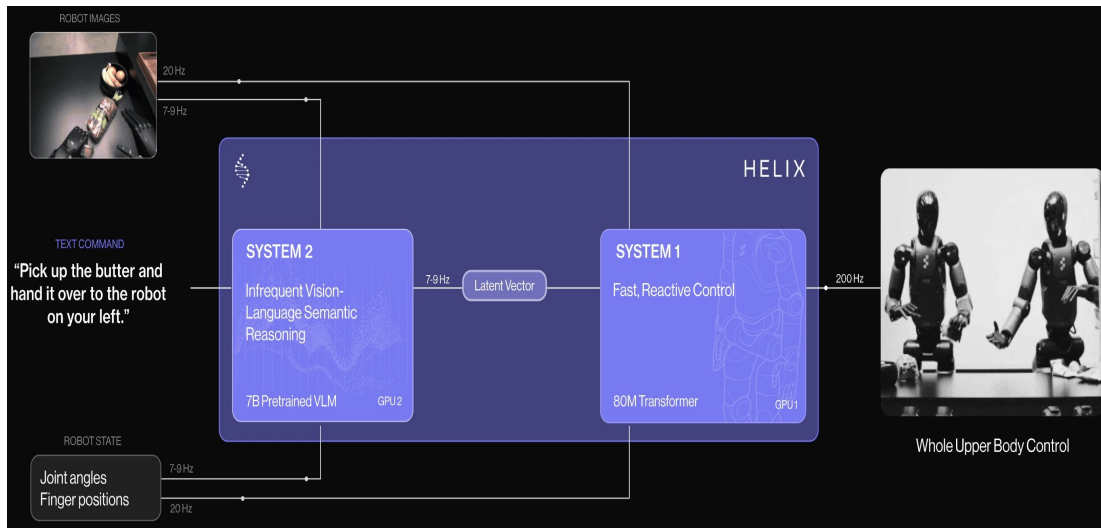 ROBOT IMAGES
20 Hz
7-9 Hz
HELIX
TEXT COMMAND
“Pick up the butter and
hand it over to the robot
on your left.”
SYSTEM 2
Infrequent Vision-
Language Semantic
Reasoning
7B Pretrained VLM
GPU 2
7-9 Hz
Latent Vector
SYSTEM 1
Fast, Reactive Control
80M Transformer
GPU 1
200 Hz
Whole Upper Body Control
ROBOT STATE
Joint angles
Finger positions
7-9 Hz
20 Hz